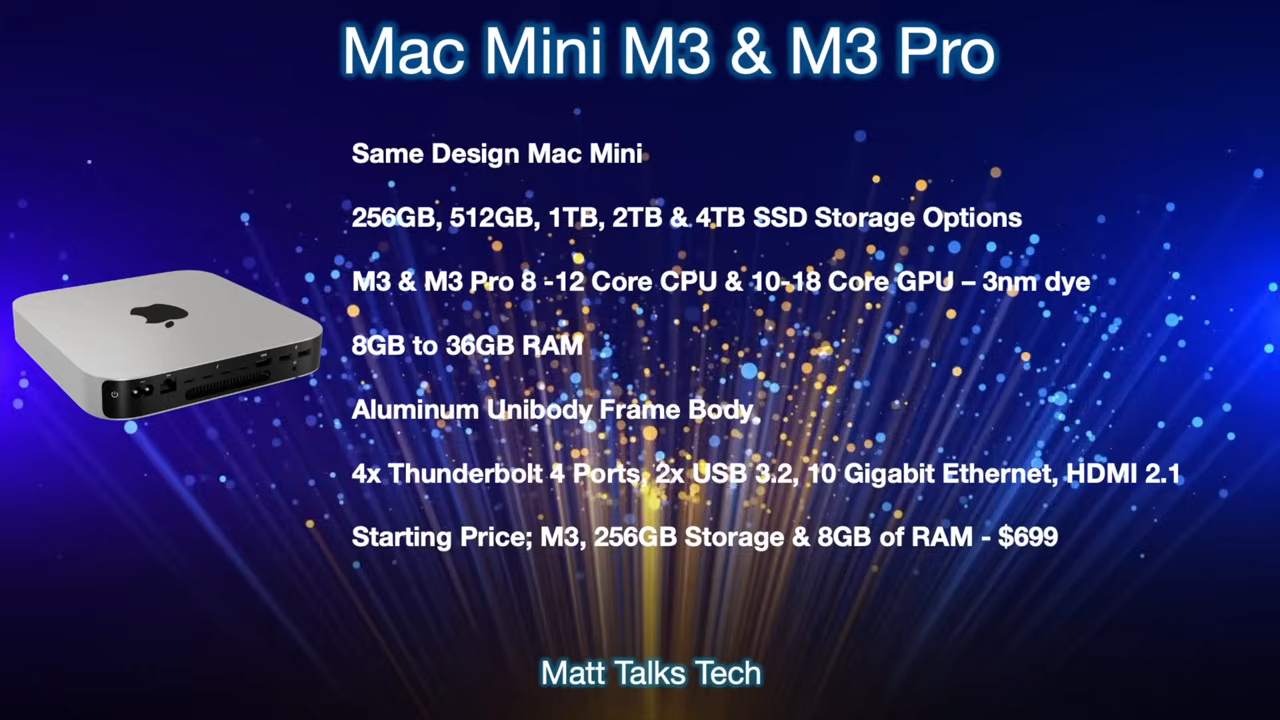 Mac Mini M3 & M3 Pro
Same Design Mac Mini
256GB, 512GB, 1TB, 2TB & 4TB SSD Storage Options
M3 & M3 Pro 8 -12 Core CPU & 10-18 Core GPU – 3nm dye
8GB to 36GB RAM
Aluminum Unibody Frame Body
4x Thunderbolt 4 Ports, 2x USB 3.2, 10 Gigabit Ethernet, HDMI 2.1
Starting Price; M3, 256GB Storage & 8GB of RAM - $699
Matt Talks Tech